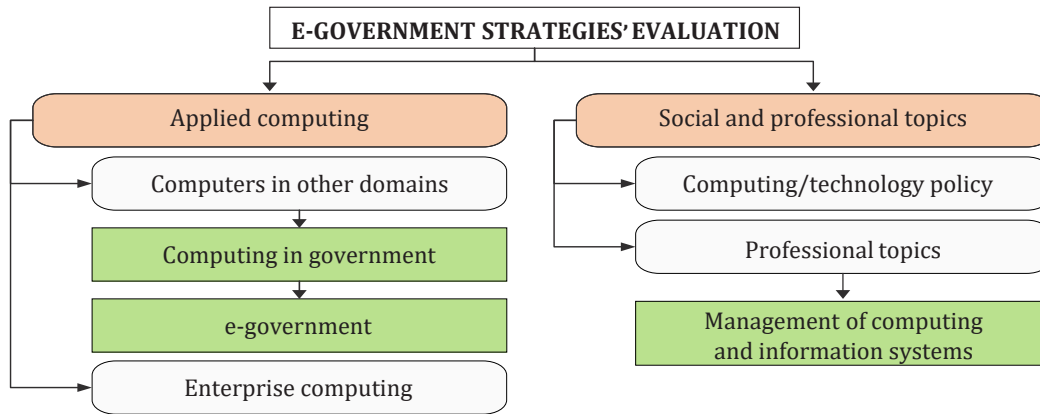 E-GOVERNMENT STRATEGIES’ EVALUATION
Applied computing
Computers in other domains
Computing in government
e-government
Enterprise computing
Social and professional topics
Computing/technology policy
Professional topics
Management of computing
and information systems